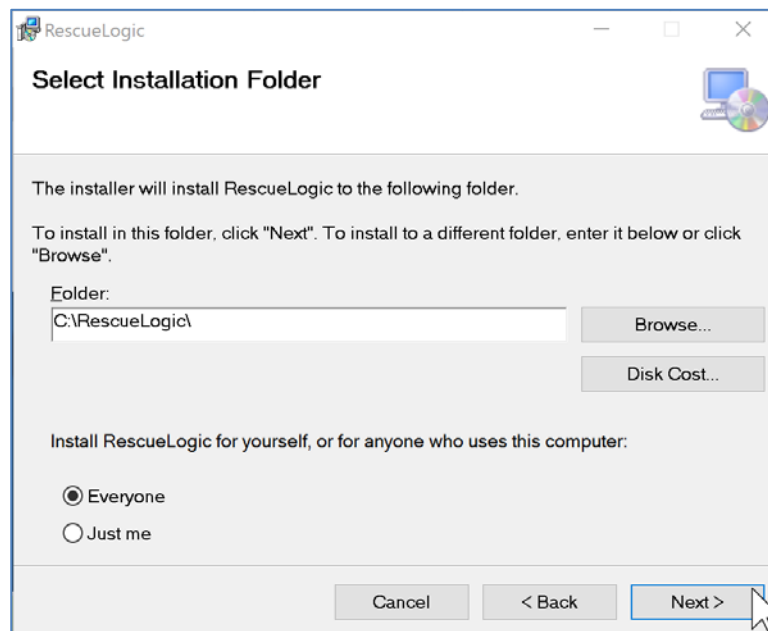 RescueLogic
Select Installation Folder
The installer will install RescueLogic to the following folder.
To install in this folder, click "Next". To install to a different folder, enter it below or click
"Browse".
Folder:
C:\RescueLogic\
Browse...
Disk Cost...
Install RescueLogic for yourself, or for anyone who uses this computer:
Everyone
Just me
Cancel
< Back
Next >